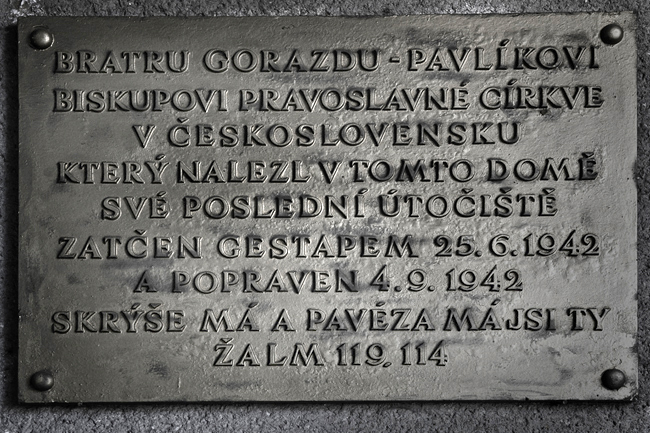 BRATRU GORAZDU - PAVLÍKOVI
BISKUPOVI PRAVOSLAVNÉ CÍRKVE
V ČESKOSLOVENSKU
KTERÝ NALEZL V TOMTO DOMĚ
SVÉ POSLEDNÍ ÚTOČIŠTĚ
ZATČEN GESTAPEM 25.6.1942
A POPRAVEN 4.9.1942
SKRÝŠE MÁ A PAVÉZA MÁ JSI TY
ŽALM 119, 114